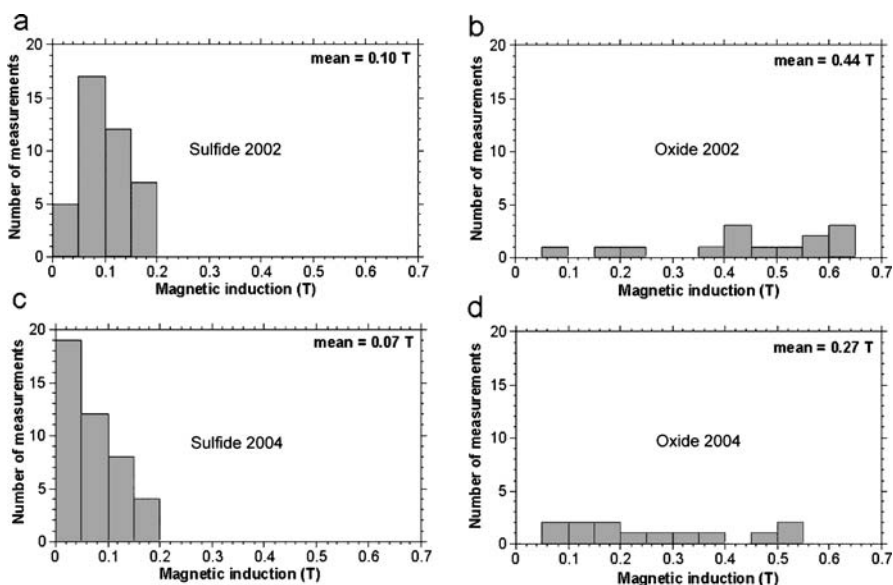 a
20
15
10
5
0
Number of measurements
mean = 0.10 T
Sulfide 2002
0 0.1 0.2 0.3 0.4 0.5 0.6 0.7
Magnetic induction (T)
b
20
15
10
5
0
Number of measurements
mean = 0.44 T
Oxide 2002
0 0.1 0.2 0.3 0.4 0.5 0.6 0.7
Magnetic induction (T)
c
20
15
10
5
0
Number of measurements
mean = 0.07 T
Sulfide 2004
0 0.1 0.2 0.3 0.4 0.5 0.6 0.7
Magnetic induction (T)
d
20
15
10
5
0
Number of measurements
mean = 0.27 T
Oxide 2004
0 0.1 0.2 0.3 0.4 0.5 0.6 0.7
Magnetic induction (T)